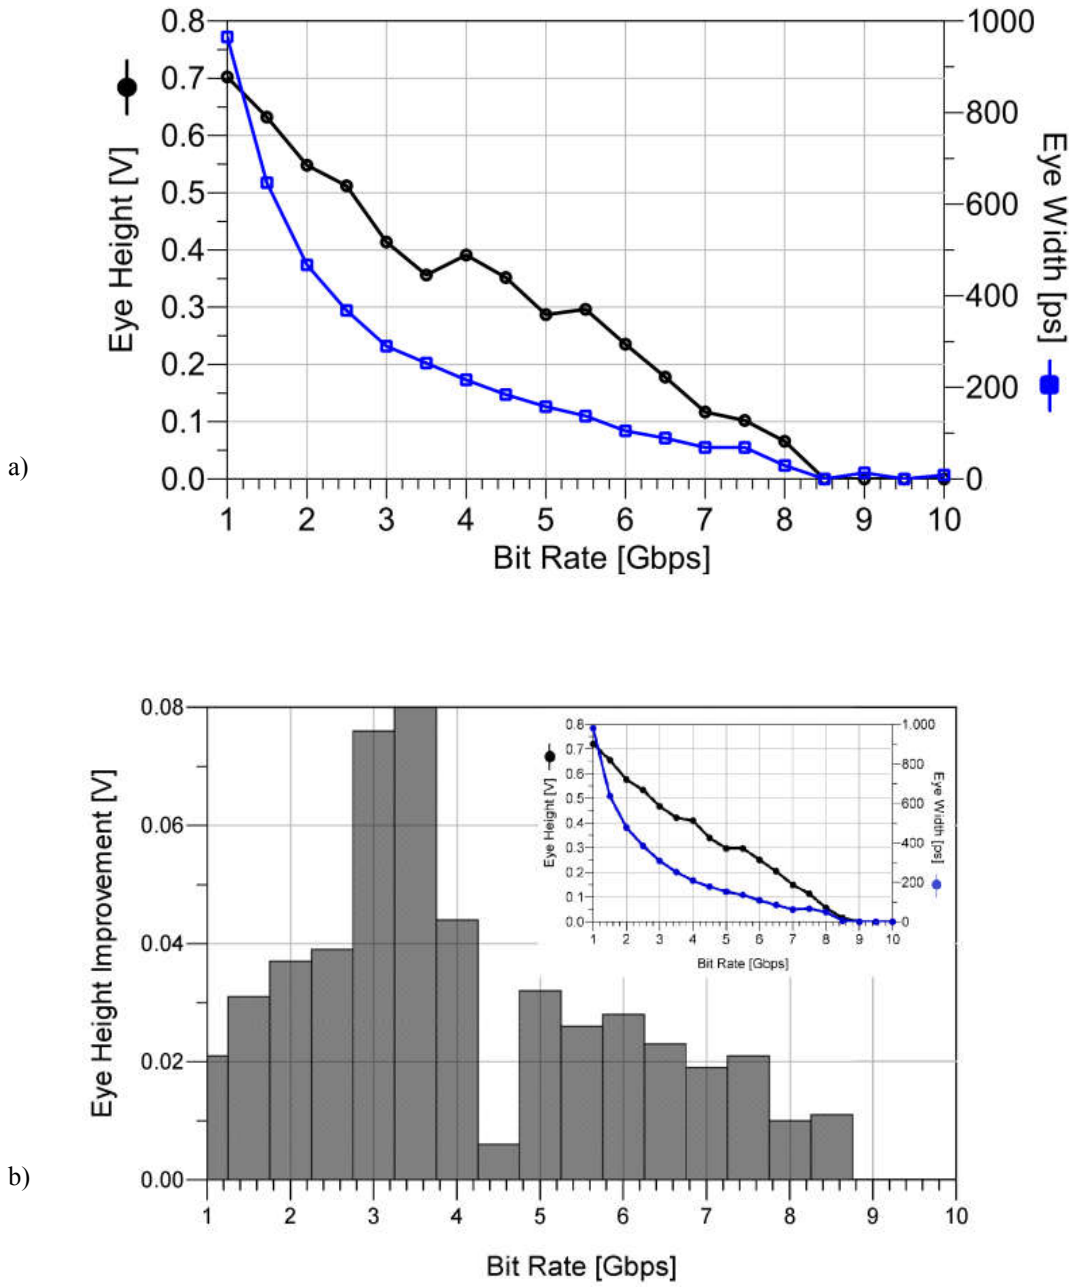 0.8
0.7
0.6
0.5
0.4
0.3
0.2
0.1
0.0
Eye Height [V]
1000
800
600
400
200
0
Eye Width [ps]
1 2 3 4 5 6 7 8 9 10
Bit Rate [Gbps]
a)
0.08
0.06
0.04
0.02
0.00
Eye Height Improvement [V]
0.8
0.7
0.6
0.5
0.4
0.3
0.2
0.1
0.0
Eye Height [V]
1.000
800
600
400
200
0
Eye Width [ps]
1 2 3 4 5 6 7 8 9 10
Bit Rate [Gbps]
1 2 3 4 5 6 7 8 9 10
Bit Rate [Gbps]
b)